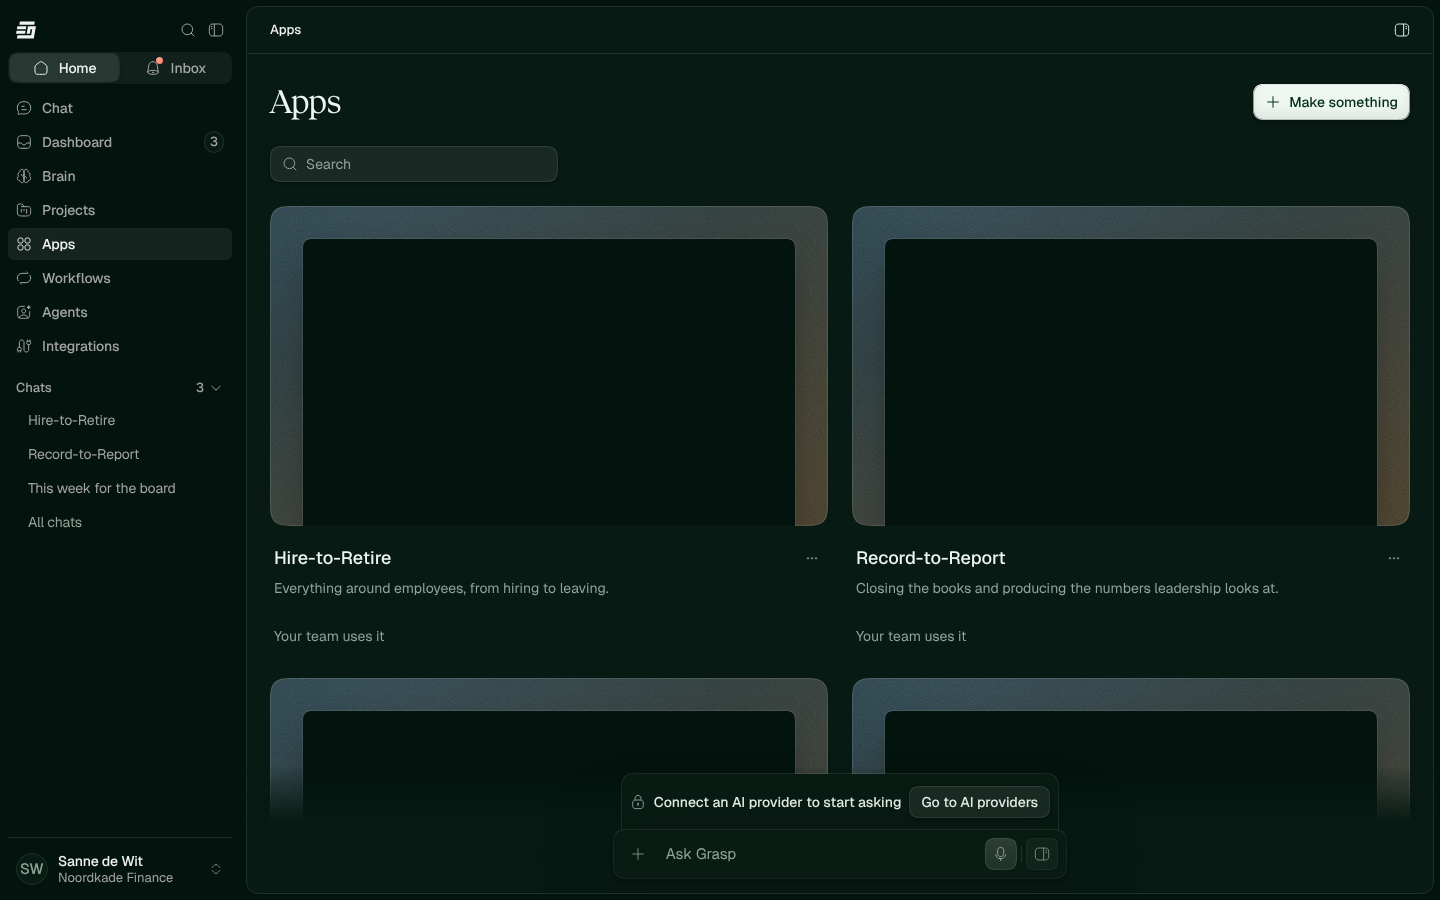 Apps
Home
Inbox
Chat
Dashboard 3
Brain
Projects
Apps
Workflows
Agents
Integrations
Chats 3
Hire-to-Retire
Record-to-Report
This week for the board
All chats
SW
Sanne de Wit
Noordkade Finance
Apps
Make something
Search
Hire-to-Retire
Everything around employees, from hiring to leaving.
Your team uses it
Record-to-Report
Closing the books and producing the numbers leadership looks at.
Your team uses it
Connect an AI provider to start asking
Go to AI providers
Ask Grasp